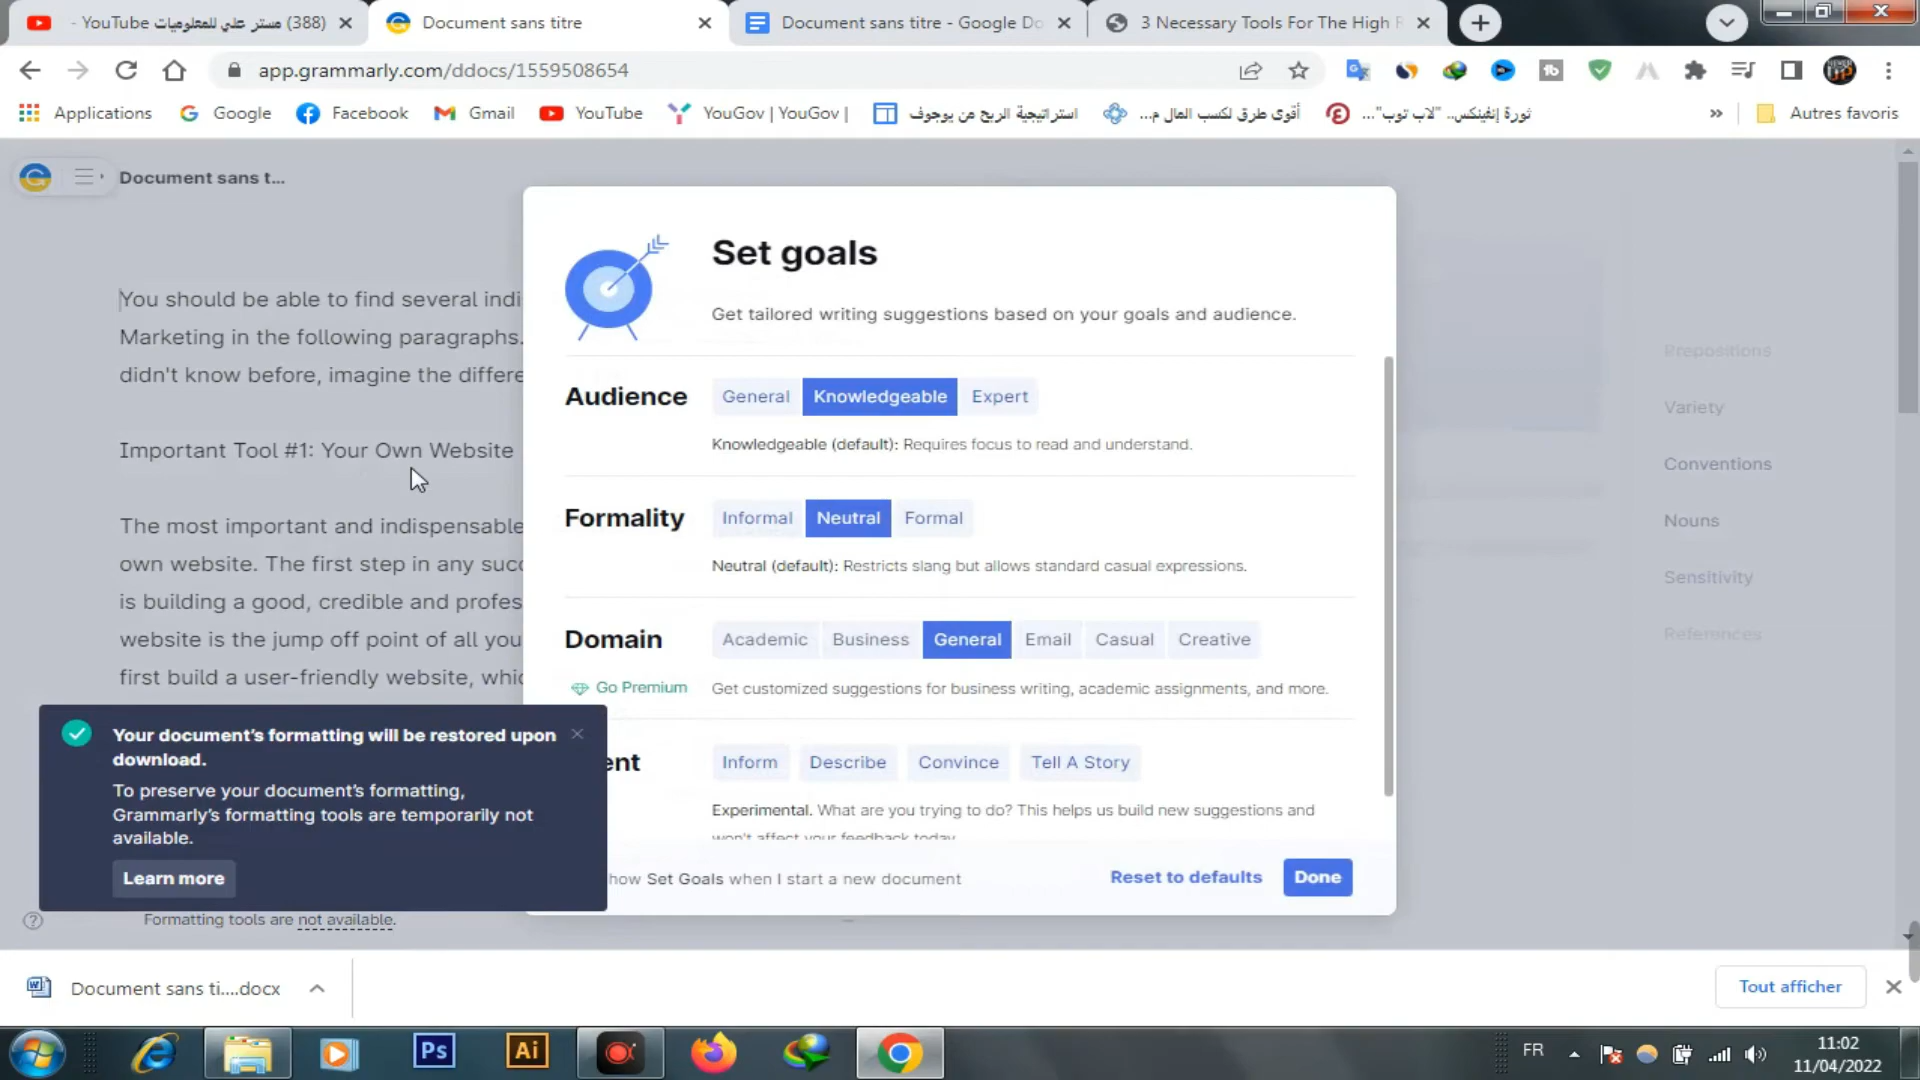 YouTube - مستر علي للمعلوميات (388)
Document sans titre
Document sans titre - Google Do
3 Necessary Tools For The High R
app.grammarly.com/ddocs/1559508654
Applications
Google
Facebook
Gmail
YouTube
YouGov | YouGov |
استراتيجية الربح من يوجوف
أقوى طرق لكسب المال م...
ثورة إنفينكس.. "لاب توب"...
»
Autres favoris
Document sans t...
You should be able to find several indi
Marketing in the following paragraphs.
didn't know before, imagine the differe
Important Tool #1: Your Own Website
The most important and indispensable
own website. The first step in any succ
is building a good, credible and profes
website is the jump off point of all you
first build a user-friendly website, whic
Set goals
Get tailored writing suggestions based on your goals and audience.
Audience
General
Knowledgeable
Expert
Knowledgeable (default): Requires focus to read and understand.
Formality
Informal
Neutral
Formal
Neutral (default): Restricts slang but allows standard casual expressions.
Domain
Academic
Business
General
Email
Casual
Creative
Go Premium
Get customized suggestions for business writing, academic assignments, and more.
ent
Inform
Describe
Convince
Tell A Story
Experimental. What are you trying to do? This helps us build new suggestions and
won't affect your feedback today.
how Set Goals when I start a new document
Reset to defaults
Done
Prepositions
Variety
Conventions
Nouns
Sensitivity
References
Your document's formatting will be restored upon
download.
To preserve your document's formatting,
Grammarly's formatting tools are temporarily not
available.
Learn more
Formatting tools are not available.
Document sans ti....docx
Tout afficher
Ps
Ai
FR
11:02
11/04/2022